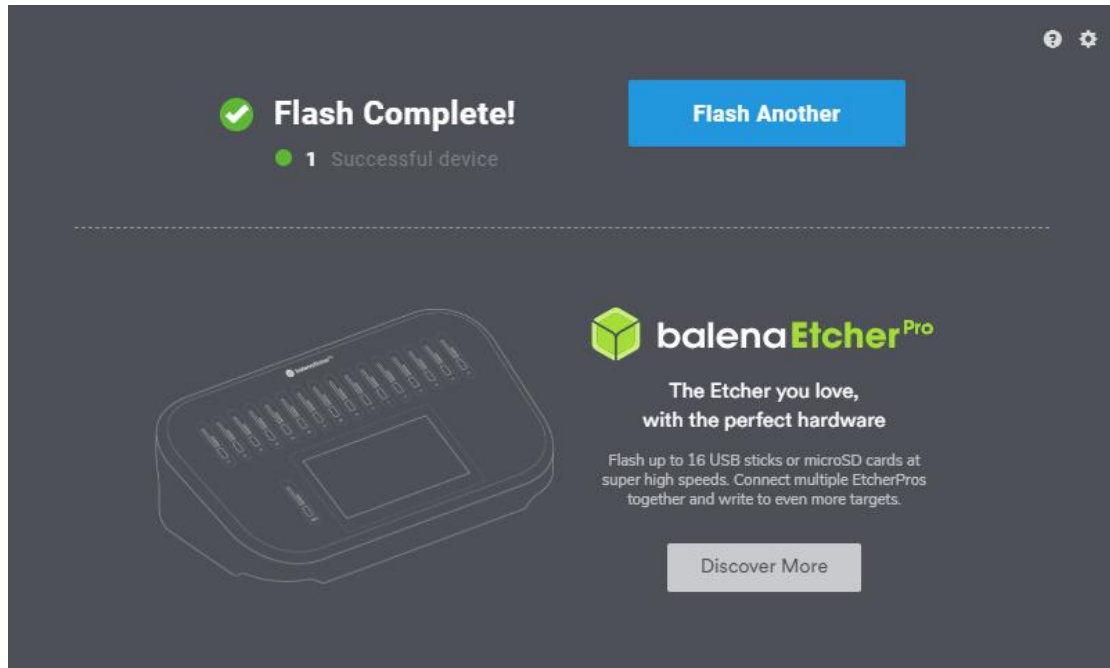 Flash Complete!
Flash Another
1 Successful device
balenaEtcher Pro
The Etcher you love,
with the perfect hardware
Flash up to 16 USB sticks or microSD cards at
super high speeds. Connect multiple EtcherPros
together and write to even more targets.
Discover More